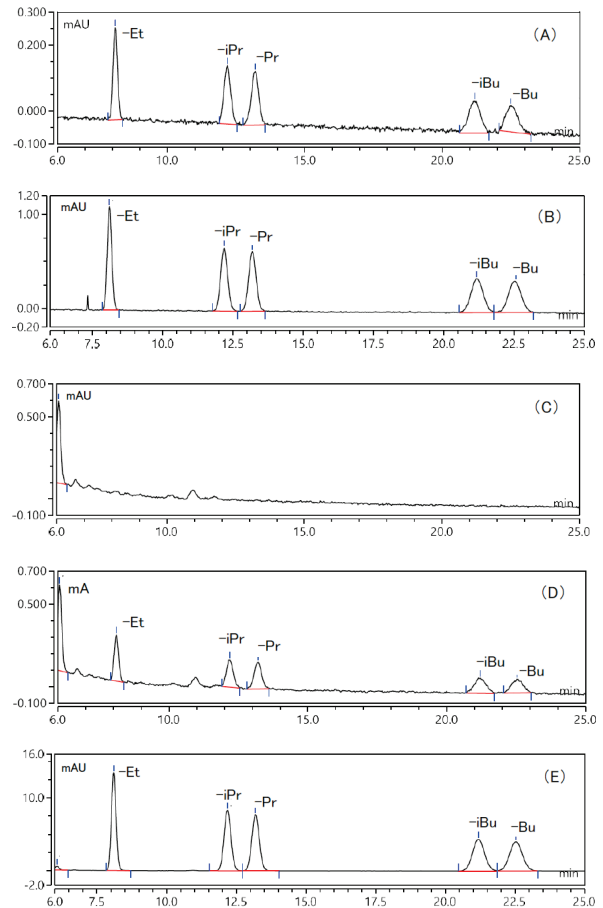 0.300
mAU
-Et
(A)
0.200
-iPr
-Pr
-iBu
-Bu
0.000
min
-0.100
6.0 10.0 15.0 20.0 25.0
1.20
mAU
1.00
-Et
(B)
-iPr
-Pr
-iBu
-Bu
0.00
min
-0.20
6.0 7.5 10.0 12.5 15.0 17.5 20.0 22.5 25.0
0.700
mAU
(C)
0.500
min
-0.100
6.0 10.0 15.0 20.0 25.0
0.700
mA
(D)
0.500
-Et
-iPr
-Pr
-iBu
-Bu
min
-0.100
6.0 10.0 15.0 20.0 25.0
16.0
mAU
-Et
(E)
10.0
-iPr
-Pr
-iBu
-Bu
min
-2.0
6.0 7.5 10.0 12.5 15.0 17.5 20.0 22.5 25.0